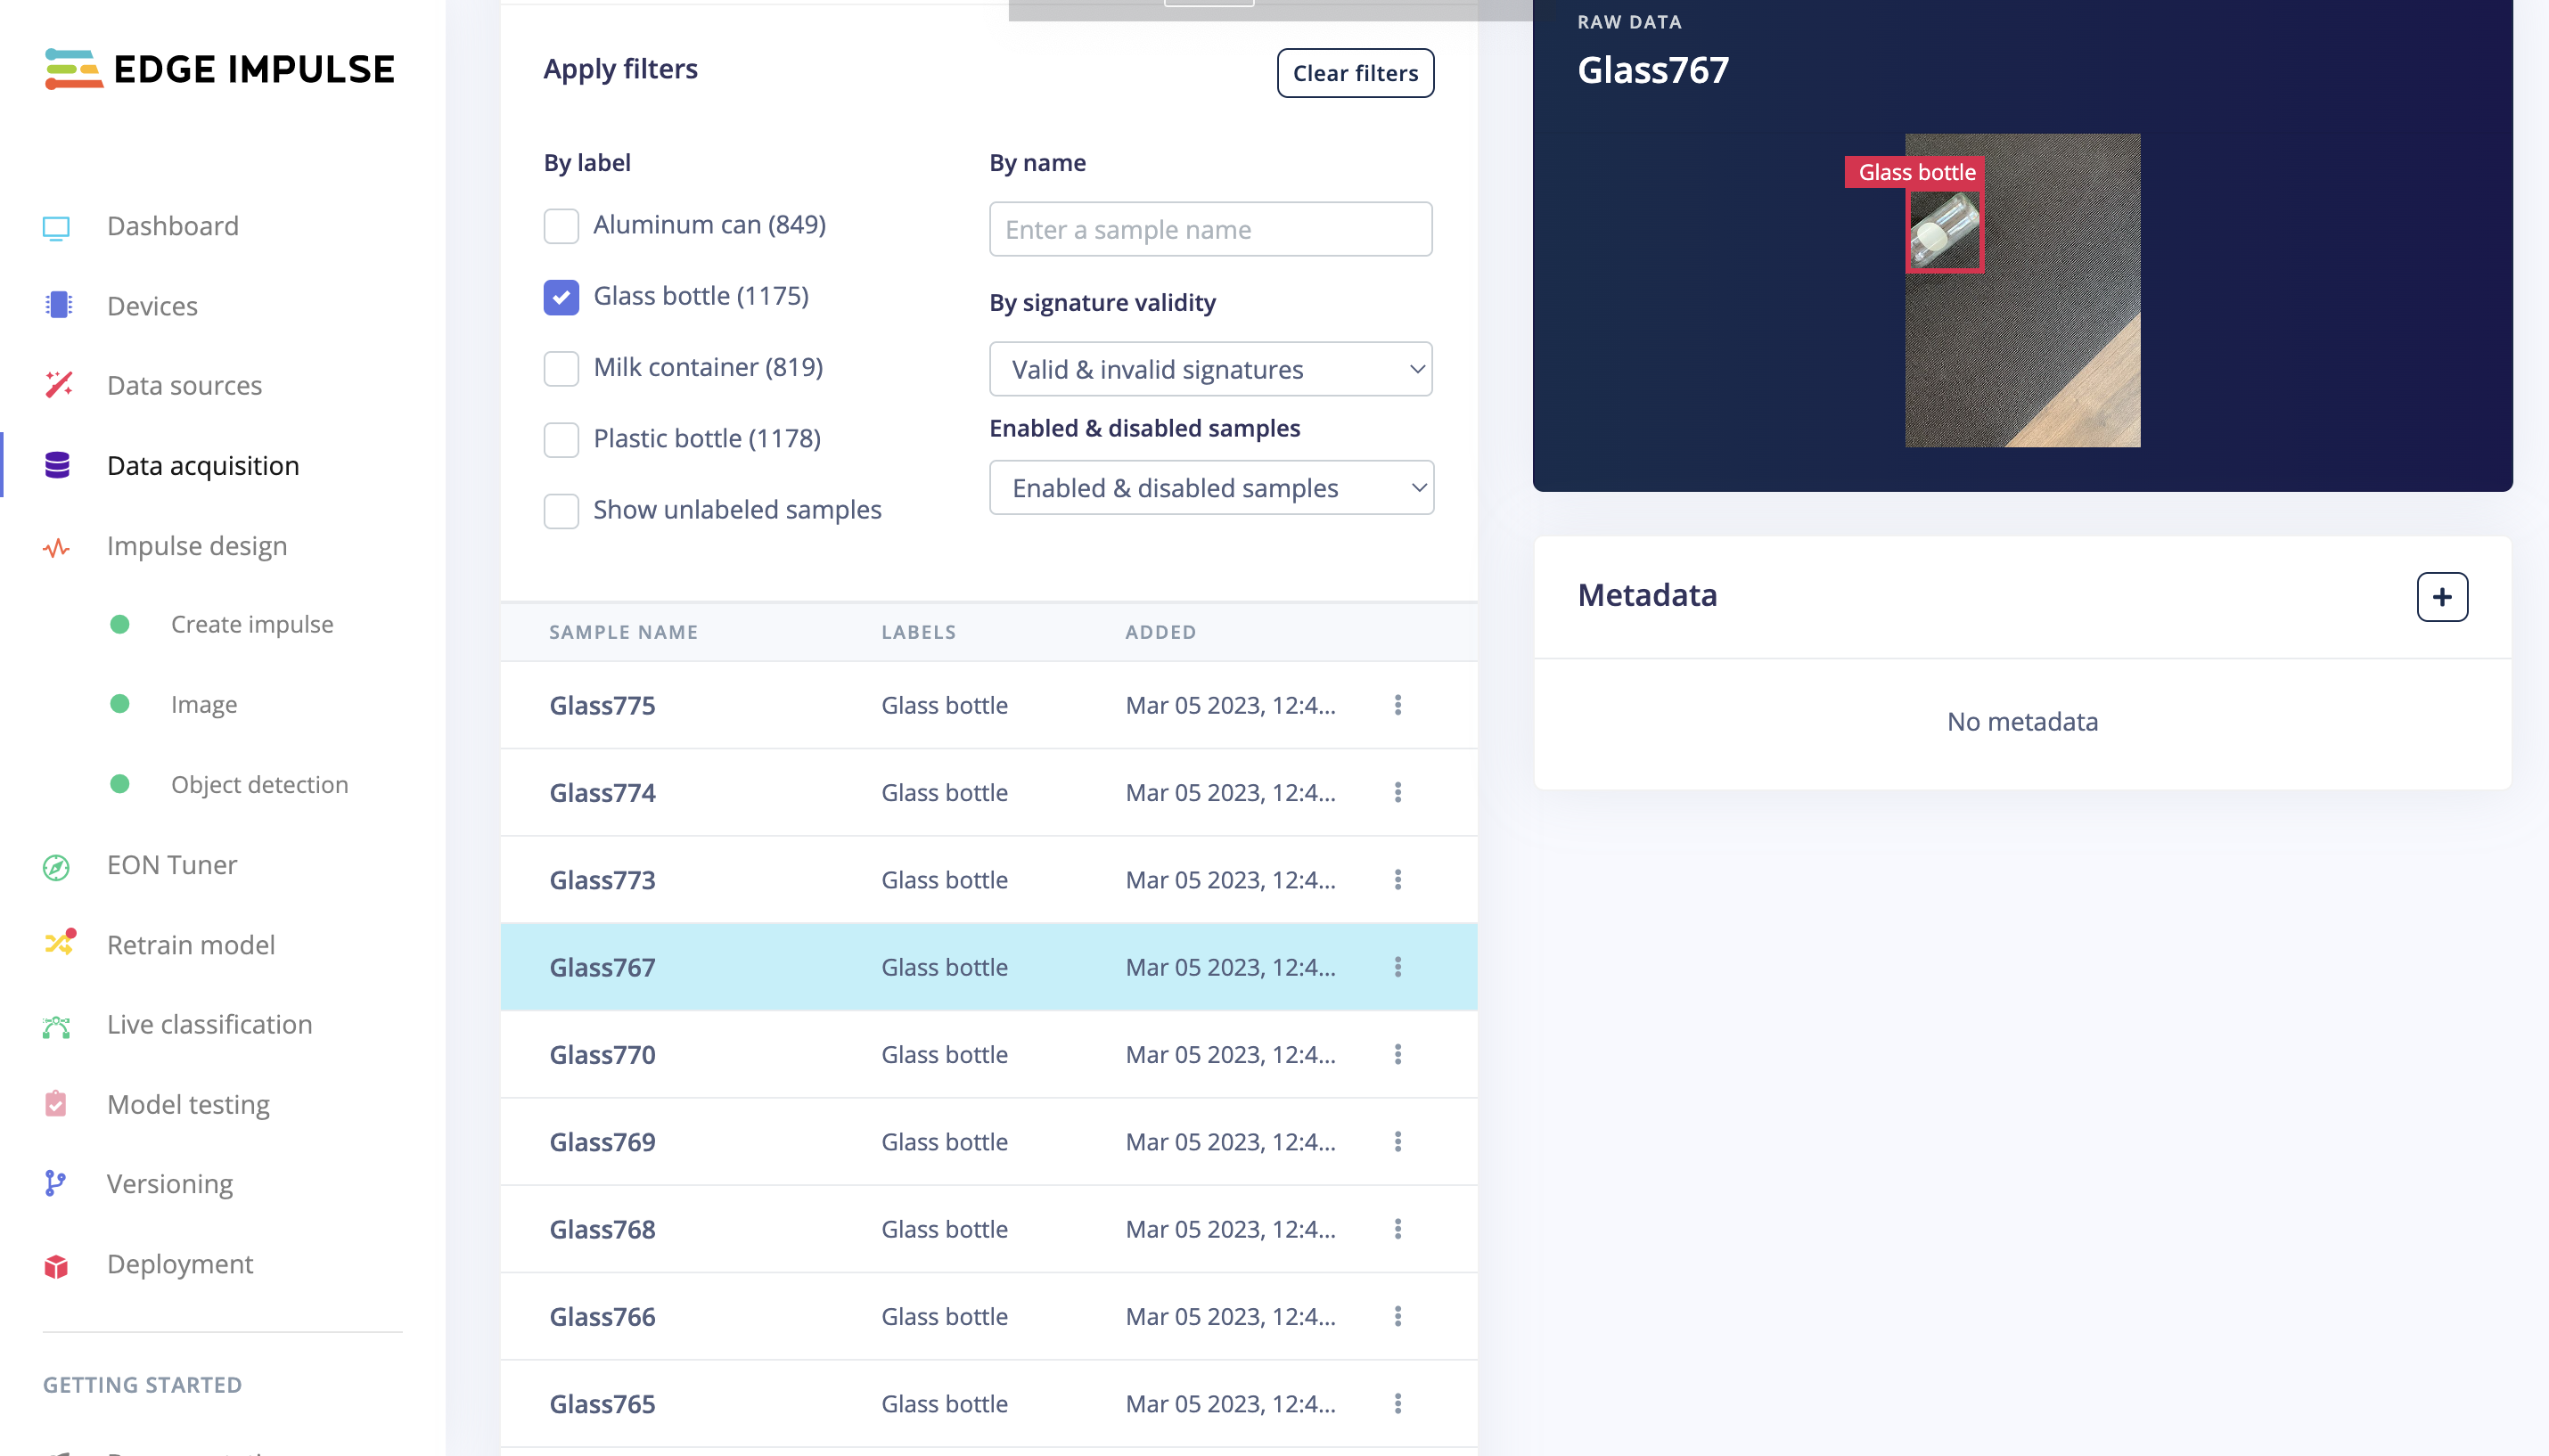 EDGE IMPULSE
Dashboard
Devices
Data sources
Data acquisition
Impulse design
Create impulse
Image
Object detection
EON Tuner
Retrain model
Live classification
Model testing
Versioning
Deployment
GETTING STARTED
Apply filters
Clear filters
By label
Aluminum can (849)
Glass bottle (1175)
Milk container (819)
Plastic bottle (1178)
Show unlabeled samples
By name
Enter a sample name
By signature validity
Valid & invalid signatures
Enabled & disabled samples
Enabled & disabled samples
SAMPLE NAME LABELS ADDED
Glass775 Glass bottle Mar 05 2023, 12:4...
Glass774 Glass bottle Mar 05 2023, 12:4...
Glass773 Glass bottle Mar 05 2023, 12:4...
Glass767 Glass bottle Mar 05 2023, 12:4...
Glass770 Glass bottle Mar 05 2023, 12:4...
Glass769 Glass bottle Mar 05 2023, 12:4...
Glass768 Glass bottle Mar 05 2023, 12:4...
Glass766 Glass bottle Mar 05 2023, 12:4...
Glass765 Glass bottle Mar 05 2023, 12:4...
RAW DATA
Glass767
Glass bottle
Metadata
No metadata